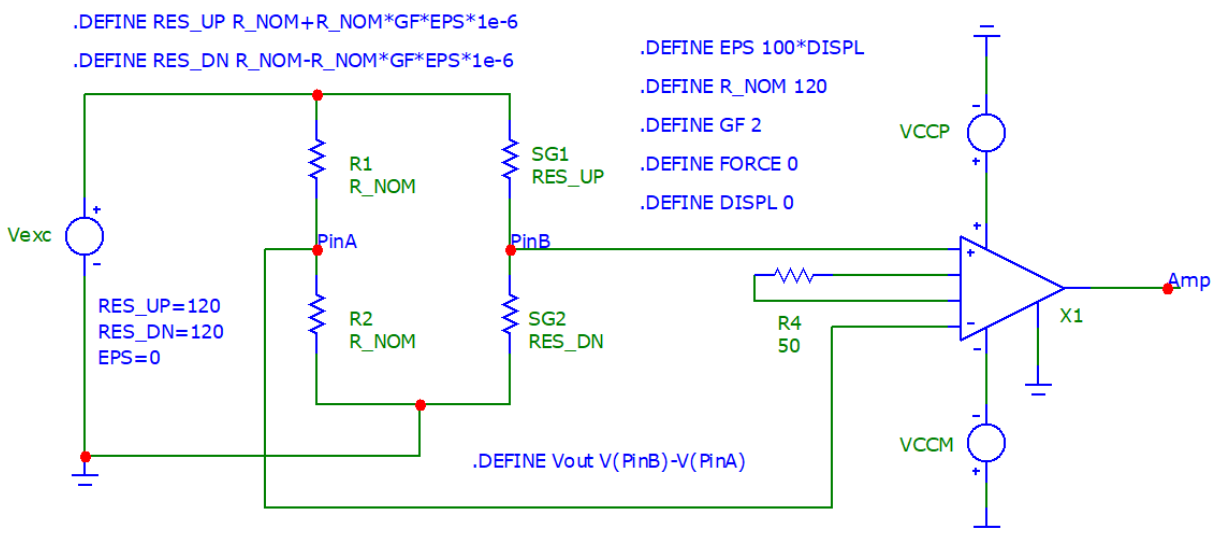 .DEFINE RES_UP R_NOM+R_NOM*GF*EPS*1e-6
.DEFINE RES_DN R_NOM-R_NOM*GF*EPS*1e-6
.DEFINE EPS 100*DISPL
.DEFINE R_NOM 120
.DEFINE GF 2
.DEFINE FORCE 0
.DEFINE DISPL 0
VCCP
-
+
R1
R_NOM
SG1
RES_UP
Vexc
+
-
PinA
PinB
+
+
-
-
Amp
X1
RES_UP=120
RES_DN=120
EPS=0
R2
R_NOM
SG2
RES_DN
R4
50
VCCM
-
+
.DEFINE Vout V(PinB)-V(PinA)